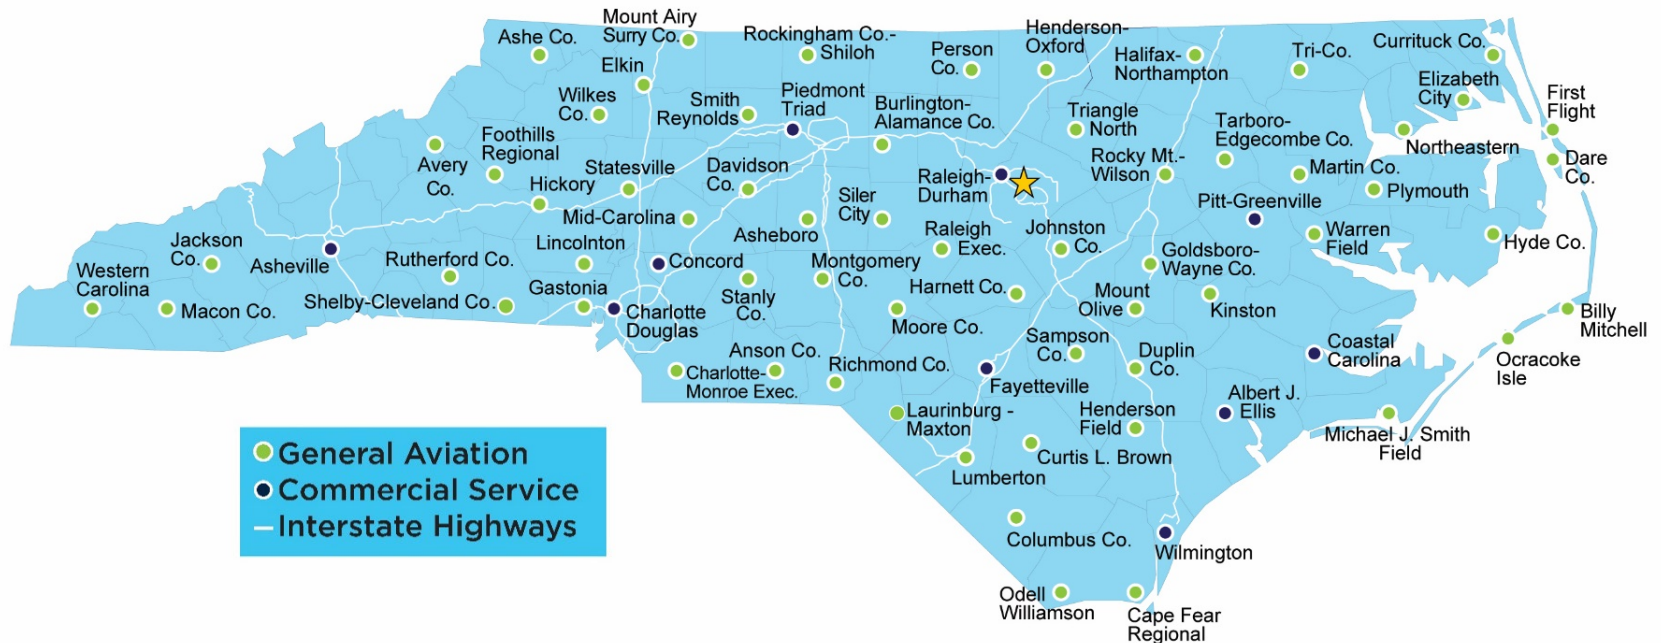 Mount Airy
Surry Co.
Ashe Co.
Rockingham Co.-
Shiloh
Person
Co.
Henderson-
Oxford
Halifax-
Northampton
Tri-Co.
Currituck Co.
Elkin
Elizabeth
City
First
Flight
Wilkes
Co.
Smith
Reynolds
Piedmont
Triad
Burlington-
Alamance Co.
Triangle
North
Tarboro-
Edgecombe Co.
Northeastern
Foothills
Regional
Avery
Co.
Statesville
Davidson
Co.
Raleigh-
Durham
Rocky Mt.-
Wilson
Martin Co.
Dare
Co.
Hickory
Siler
City
Plymouth
Mid-Carolina
Asheboro
Pitt-Greenville
Jackson
Co.
Asheville
Rutherford Co.
Lincolnton
Concord
Montgomery
Co.
Raleigh
Exec.
Johnston
Co.
Goldsboro-
Wayne Co.
Warren
Field
Hyde Co.
Western
Carolina
Macon Co.
Shelby-Cleveland Co.
Gastonia
Charlotte
Douglas
Stanly
Co.
Moore Co.
Harnett Co.
Mount
Olive
Kinston
Billy
Mitchell
Anson Co.
Charlotte-
Monroe Exec.
Richmond Co.
Fayetteville
Sampson
Co.
Duplin
Co.
Coastal
Carolina
Ocracoke
Isle
Laurinburg -
Maxton
Henderson
Field
Albert J.
Ellis
Michael J. Smith
Field
Lumberton
Curtis L. Brown
Columbus Co.
Wilmington
Odell
Williamson
Cape Fear
Regional
General Aviation
Commercial Service
Interstate Highways